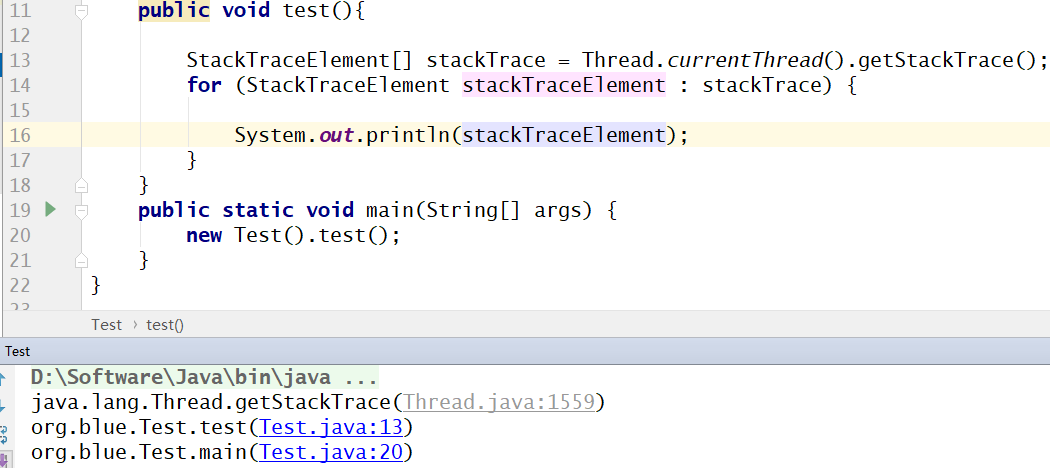 11 public void test(){
12
13 StackTraceElement[] stackTrace = Thread.currentThread().getStackTrace();
14 for (StackTraceElement stackTraceElement : stackTrace) {
15
16 System.out.println(stackTraceElement);
17 }
18 }
19 public static void main(String[] args) {
20 new Test().test();
21 }
22 }
23
Test › test()
Test
D:\Software\Java\bin\java ...
java.lang.Thread.getStackTrace(Thread.java:1559)
org.blue.Test.test(Test.java:13)
org.blue.Test.main(Test.java:20)